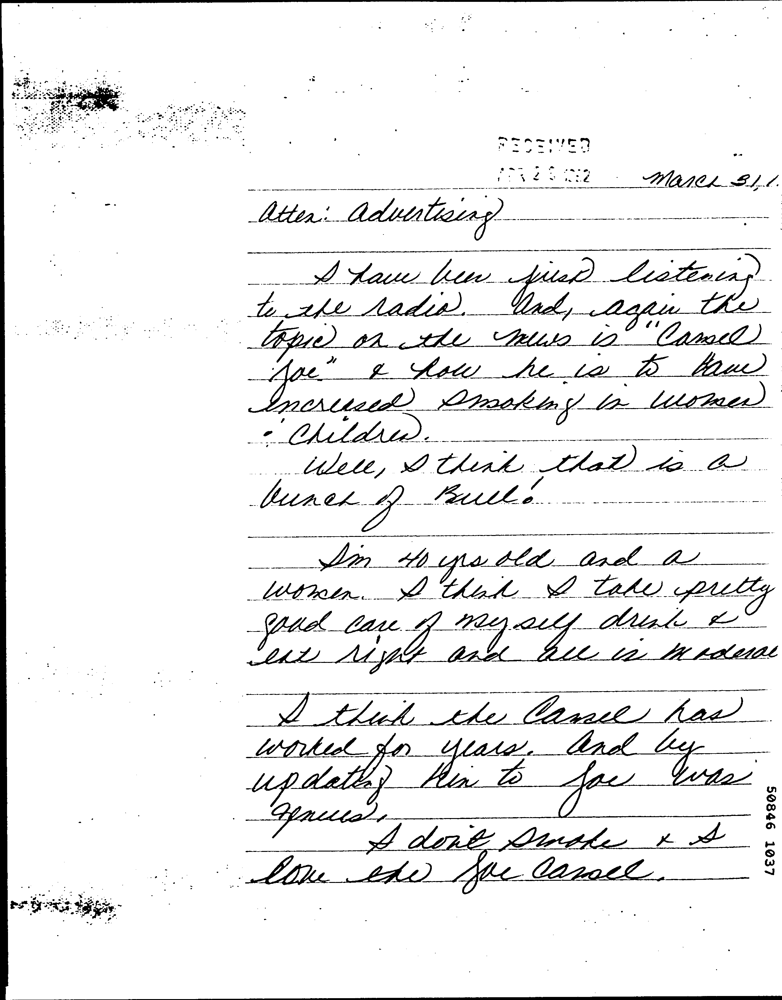 RECEIVED
March 31, 1
Atten: Advertising
I have been just listening
to the radio. And, again the
topic on the news is "Camel
Joe" & how he is to have
increased smoking in women
& Children.
Well, I think that is a
bunch of Bull!
I'm 40 yrs old and a
women. I think I take pretty
good care of myself drink &
eat right and all in moderat
I think the Camel has
worked for years. And by
updating him to Joe was
genius.
I don't smoke & I
love the Joe Camel.
50846 1037